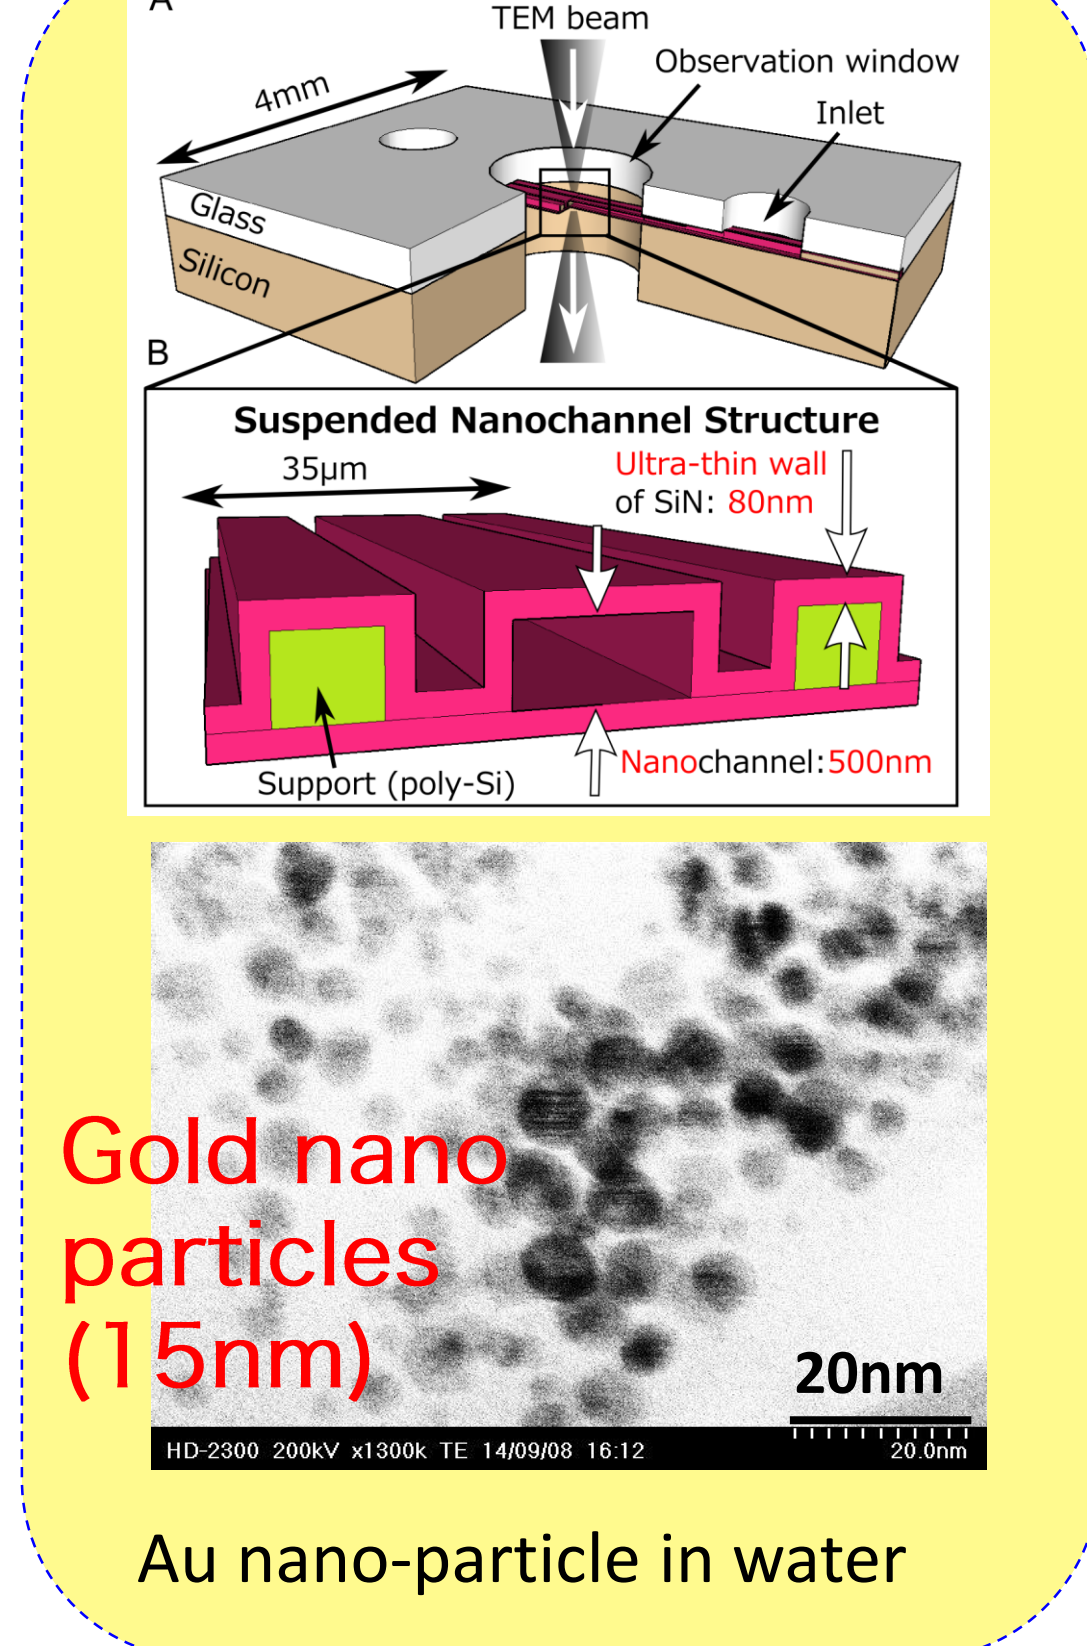 A
TEM beam
Observation window
4mm
Inlet
Glass
Silicon
B
Suspended Nanochannel Structure
35μm
Ultra-thin wall
of SiN: 80nm
Nanochannel:500nm
Support (poly-Si)
Gold nano
particles
(15nm)
20nm
HD-2300 200kV x1300k TE 14/09/08 16:12
20.0nm
Au nano-particle in water